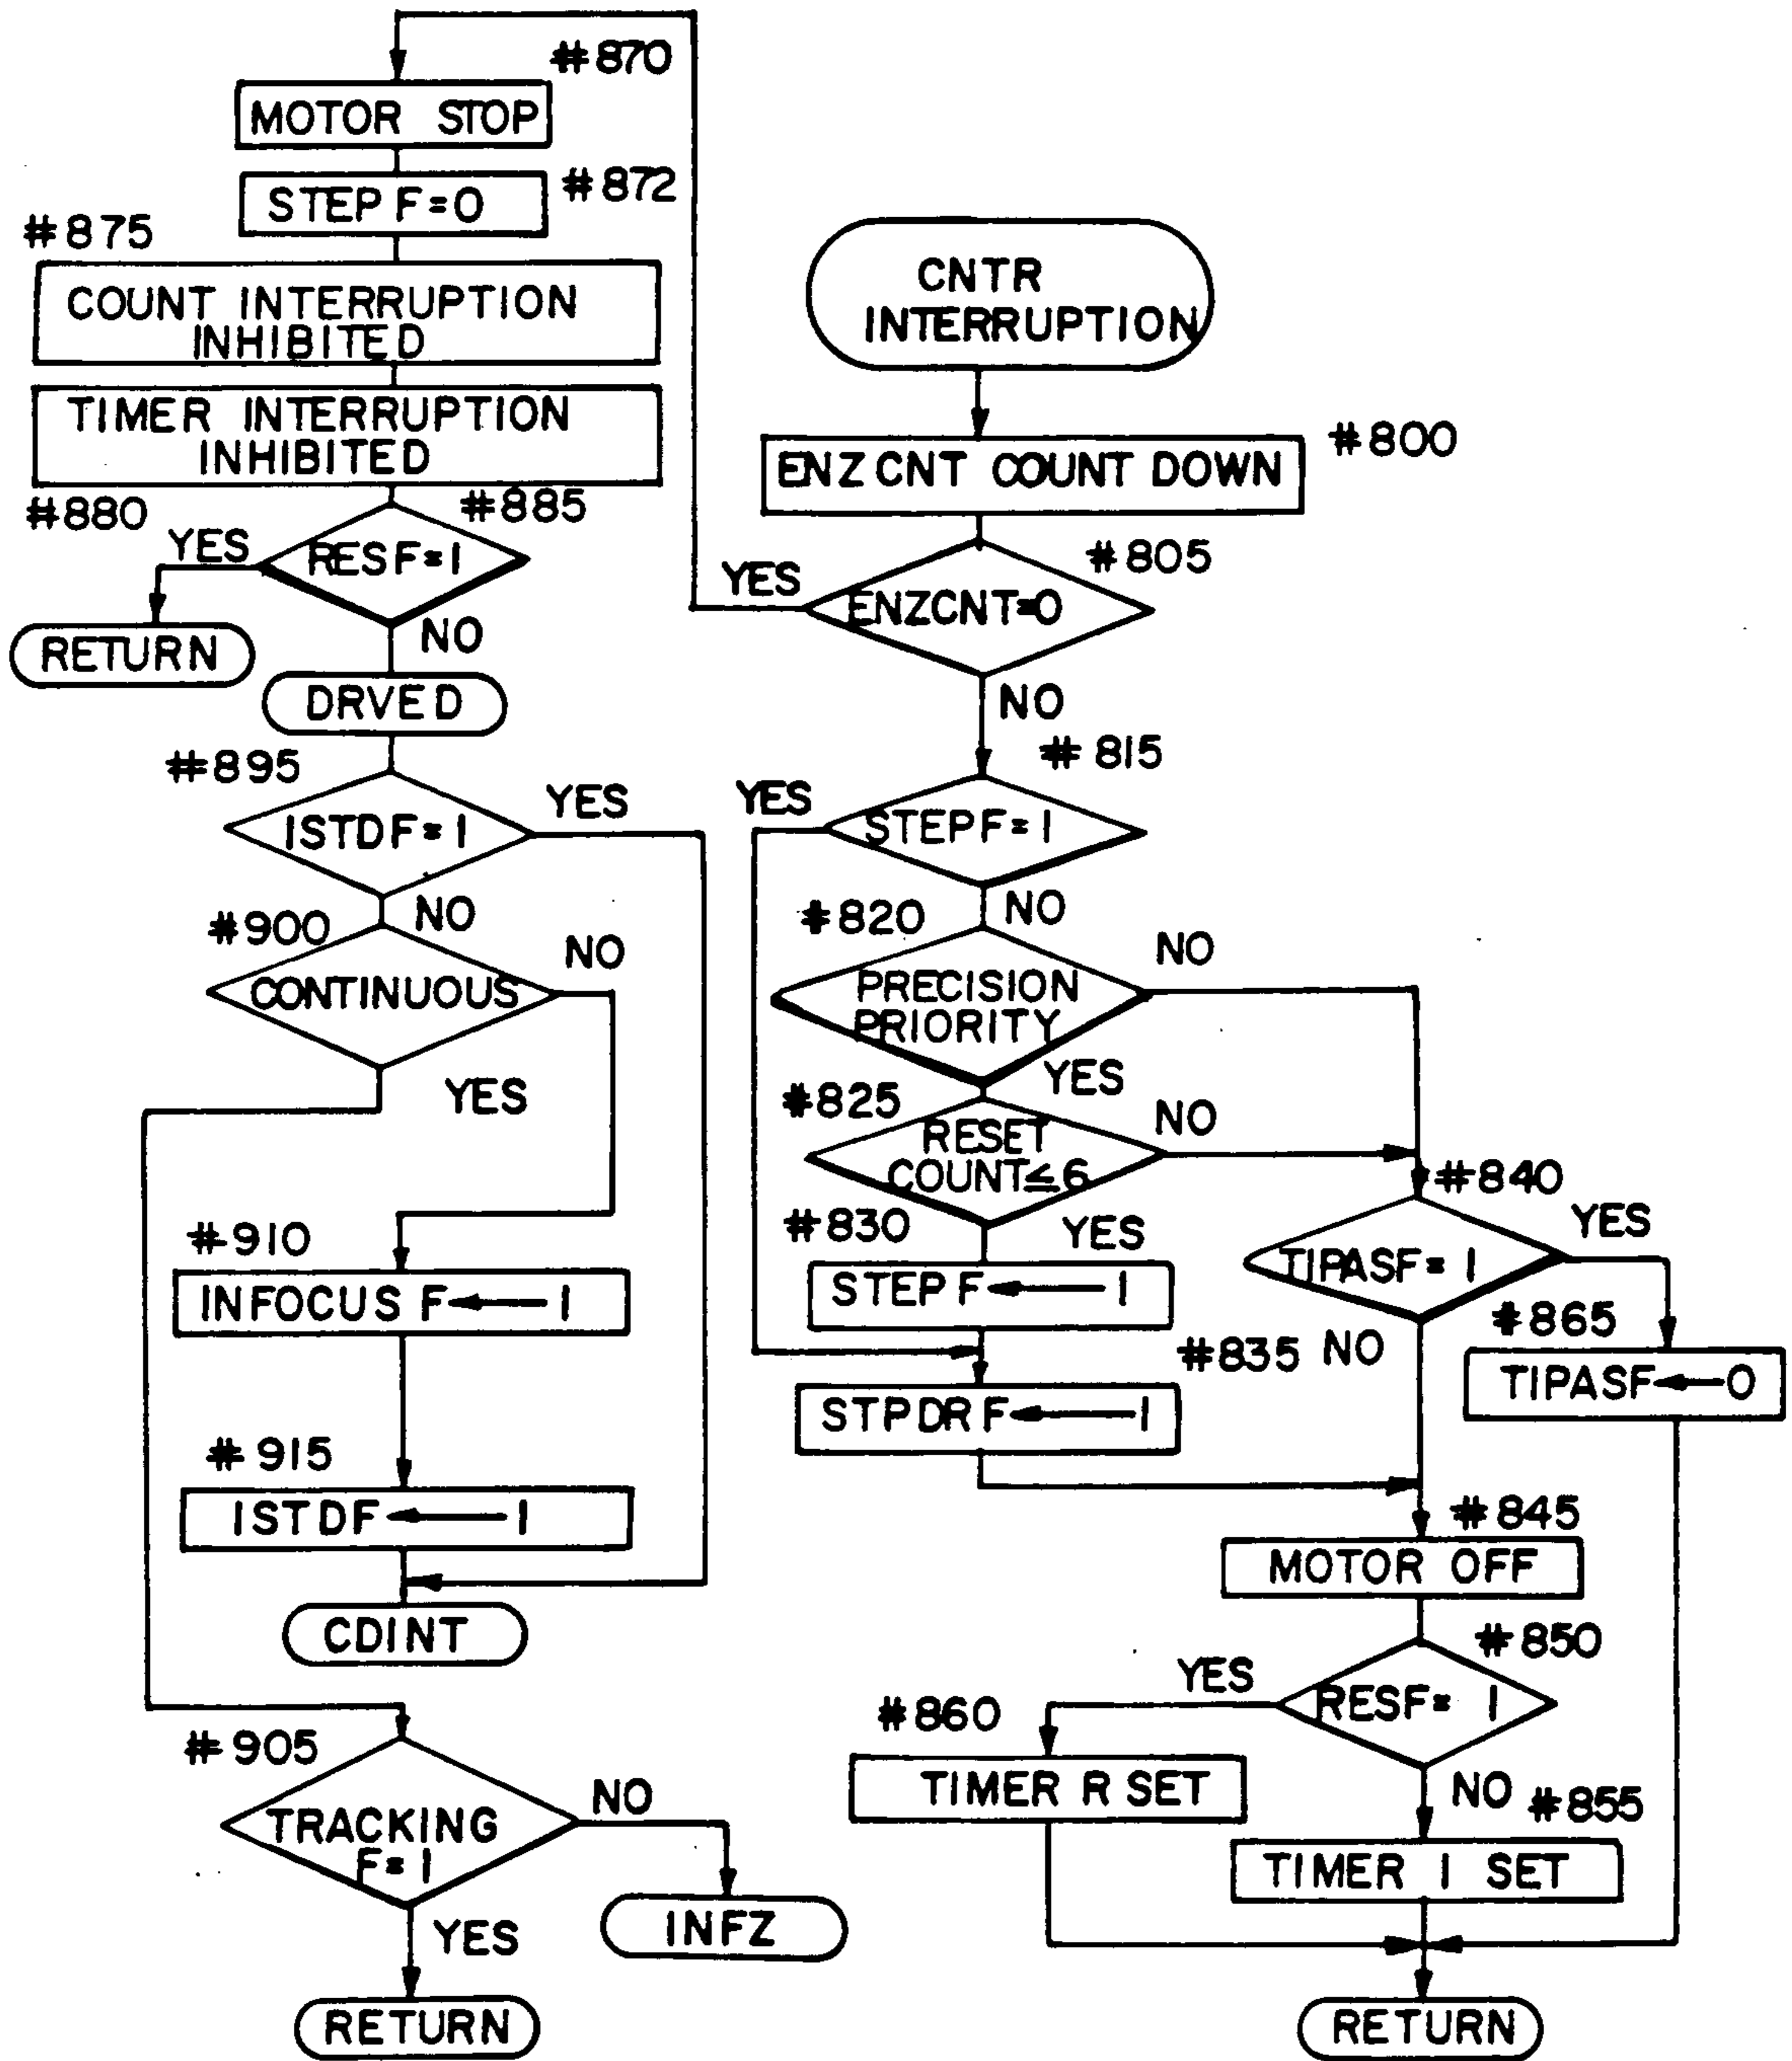 #870
MOTOR STOP
#872
STEP F=0
#875
COUNT INTERRUPTION
INHIBITED
TIMER INTERRUPTION
INHIBITED
#880
#885
YES
RESF=1
RETURN
NO
DRVED
#895
YES
ISTDF=1
NO
#900
NO
CONTINUOUS
YES
#910
INFOCUS F←1
#915
ISTDF←1
CDINT
#905
NO
TRACKING
F=1
INFZ
YES
RETURN
CNTR
INTERRUPTION
#800
ENZCNT COUNT DOWN
#805
YES
ENZCNT=0
NO
#815
YES
STEPF=1
NO
#820
NO
PRECISION
PRIORITY
YES
#825
NO
RESET
COUNT≤6
#830
YES
STEP F←1
#835
STPDR F←1
#840
YES
TIPASF=1
NO
#865
TIPASF←0
#845
MOTOR OFF
#850
YES
RESF=1
#860
TIMER R SET
NO
#855
TIMER I SET
RETURN